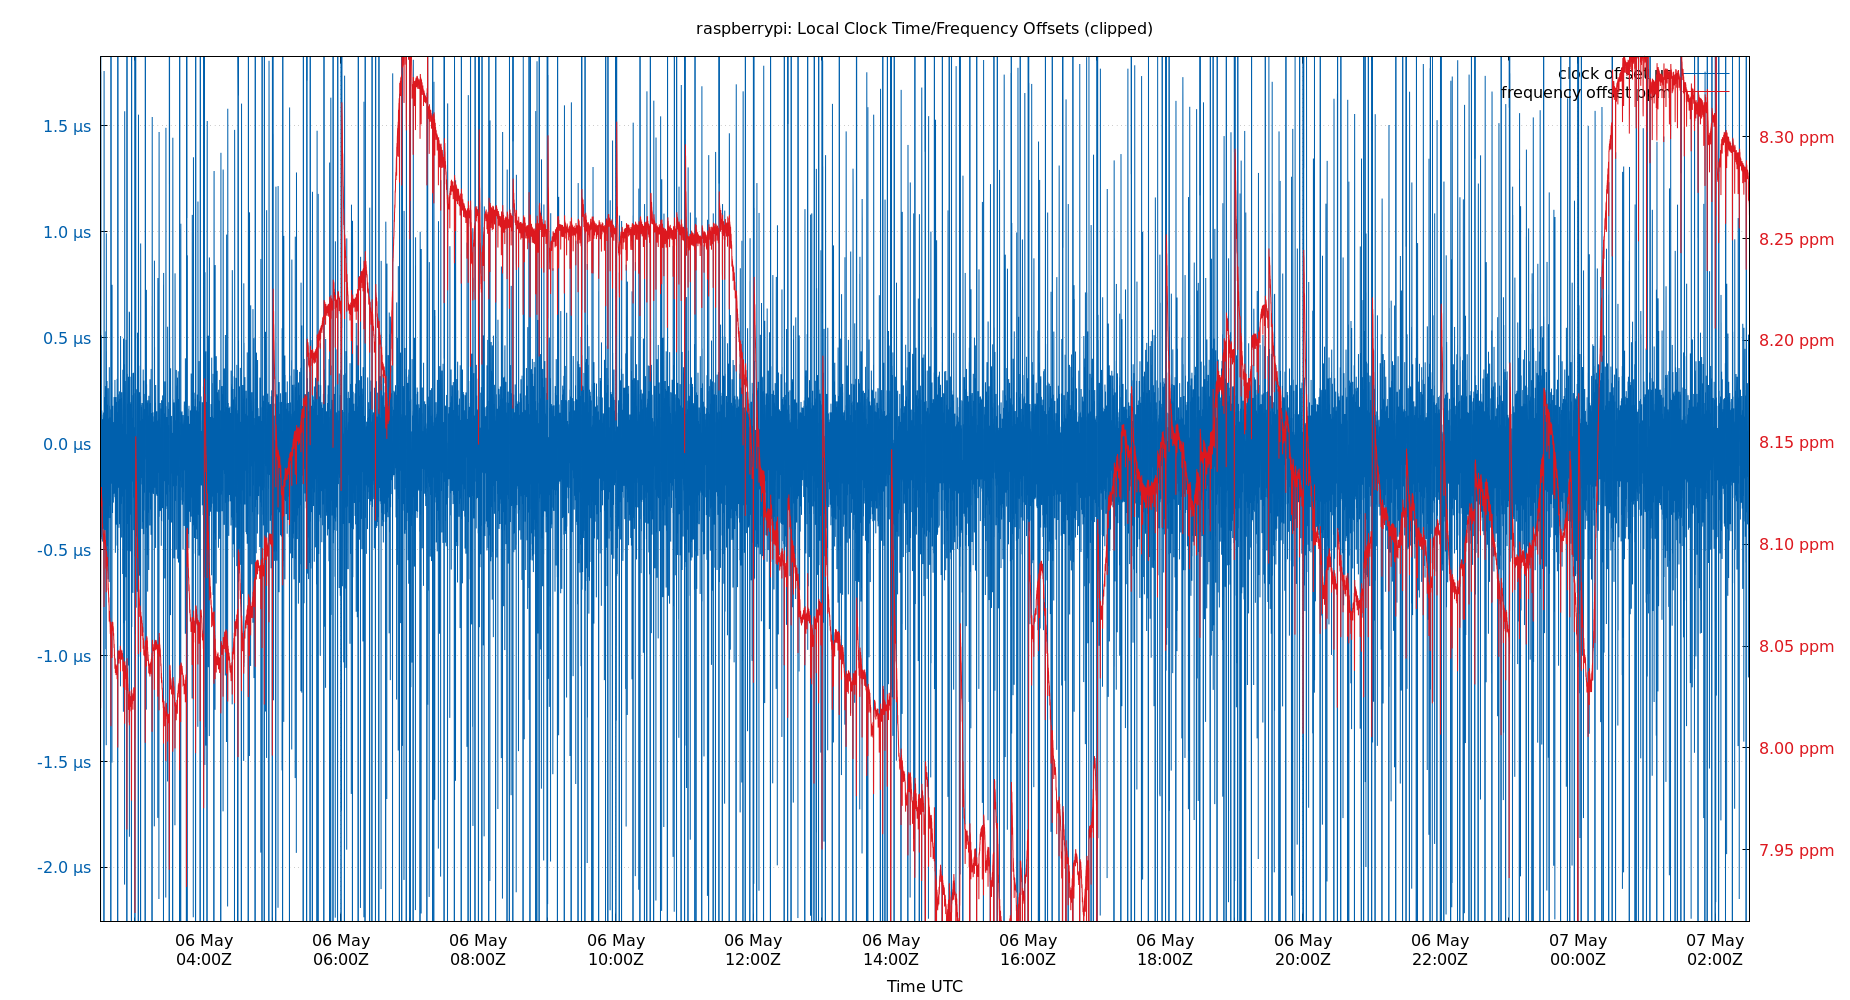 raspberrypi: Local Clock Time/Frequency Offsets (clipped)
clock offset µs
frequency offset ppm
1.5 µs
1.0 µs
0.5 µs
0.0 µs
-0.5 µs
-1.0 µs
-1.5 µs
-2.0 µs
8.30 ppm
8.25 ppm
8.20 ppm
8.15 ppm
8.10 ppm
8.05 ppm
8.00 ppm
7.95 ppm
06 May 06 May 06 May 06 May 06 May 06 May 06 May 06 May 06 May 06 May 07 May 07 May
04:00Z 06:00Z 08:00Z 10:00Z 12:00Z 14:00Z 16:00Z 18:00Z 20:00Z 22:00Z 00:00Z 02:00Z
Time UTC